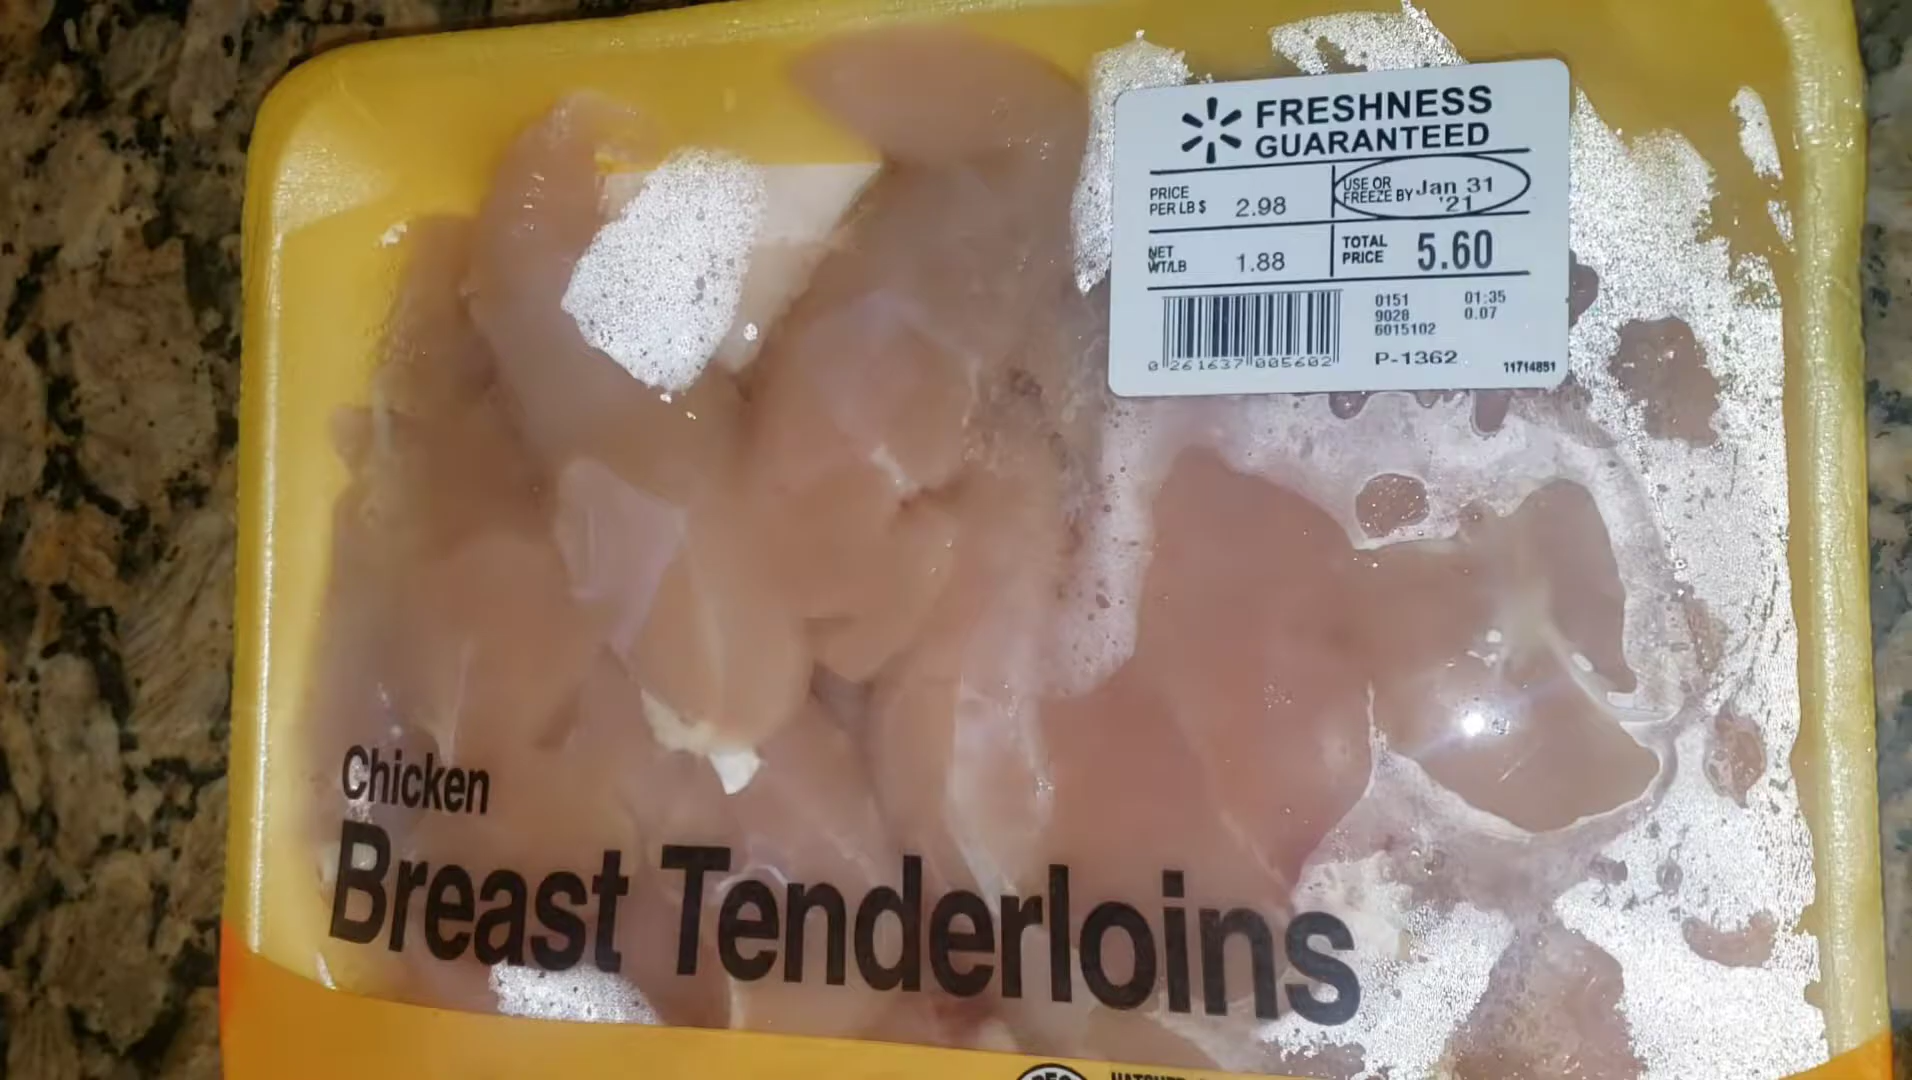 FRESHNESS
GUARANTEED
PRICE
PER LB $ 2.98
USE OR
FREEZE BY Jan 31
'21
NET
WT/LB 1.88
TOTAL
PRICE 5.60
0151 01:35
9028 0.07
6015102
P-1362
0 261637 005602
11714851
Chicken
Breast Tenderloins